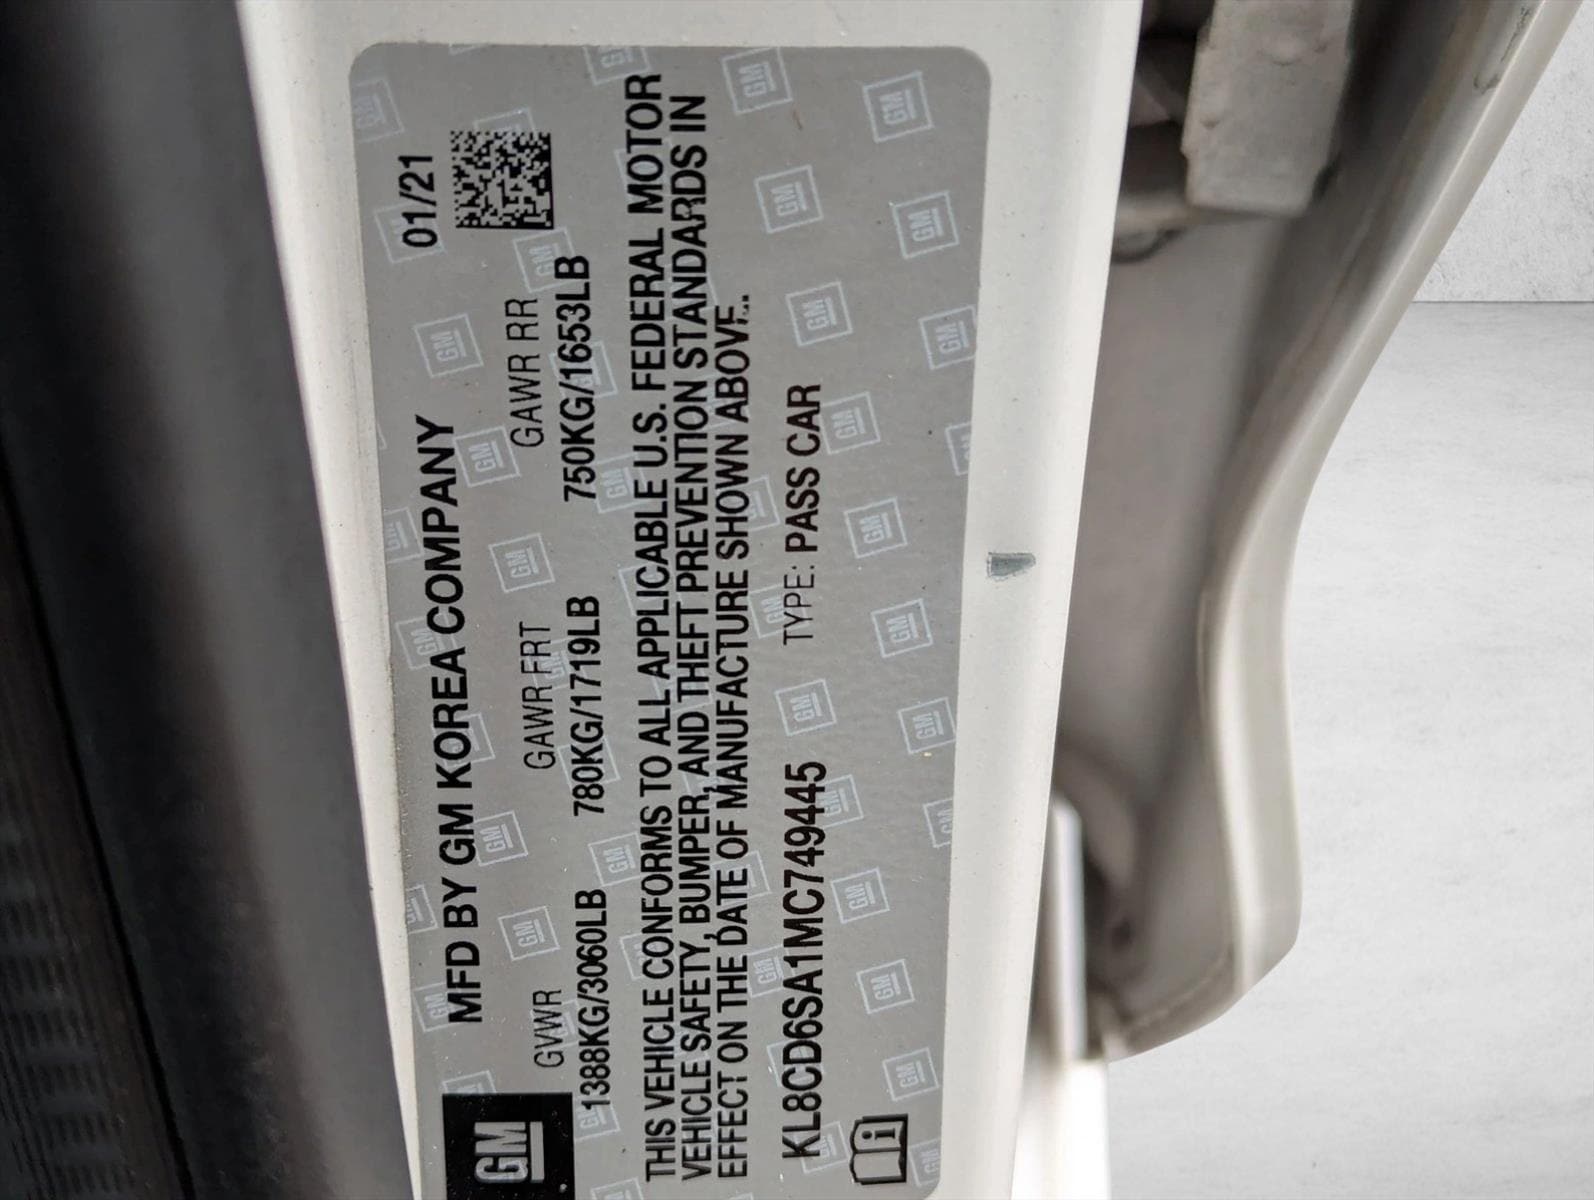 MFD BY GM KOREA COMPANY 01/21
GM
GVWR GAWR FRT GAWR RR
1388KG/3060LB 780KG/1719LB 750KG/1653LB
THIS VEHICLE CONFORMS TO ALL APPLICABLE U.S. FEDERAL MOTOR
VEHICLE SAFETY, BUMPER, AND THEFT PREVENTION STANDARDS IN
EFFECT ON THE DATE OF MANUFACTURE SHOWN ABOVE.
KL8CD6SA1MC749445 TYPE: PASS CAR